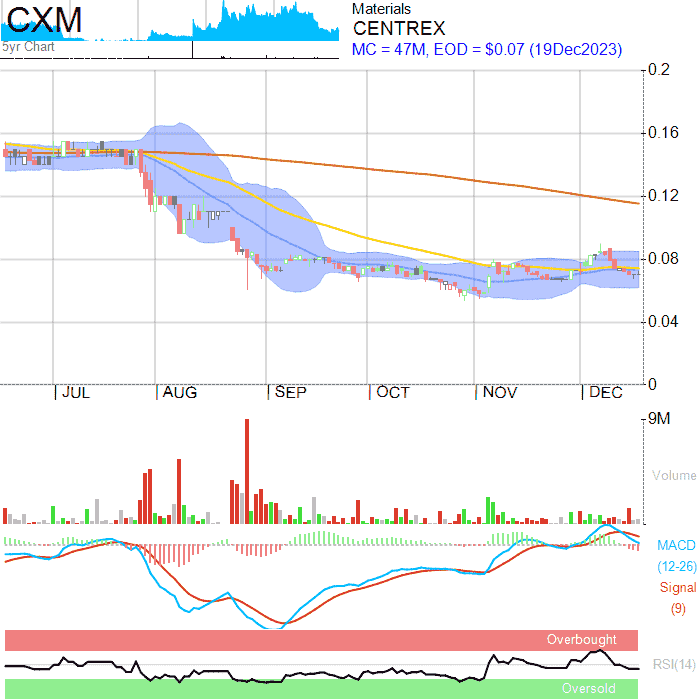 CXM
5yr Chart
Materials
CENTREX
MC = 47M, EOD = $0.07 (19Dec2023)
0.2
0.16
0.12
0.08
0.04
0
JUL AUG SEP OCT NOV DEC
9M
Volume
MACD
(12-26)
Signal
(9)
Overbought
RSI(14)
Oversold